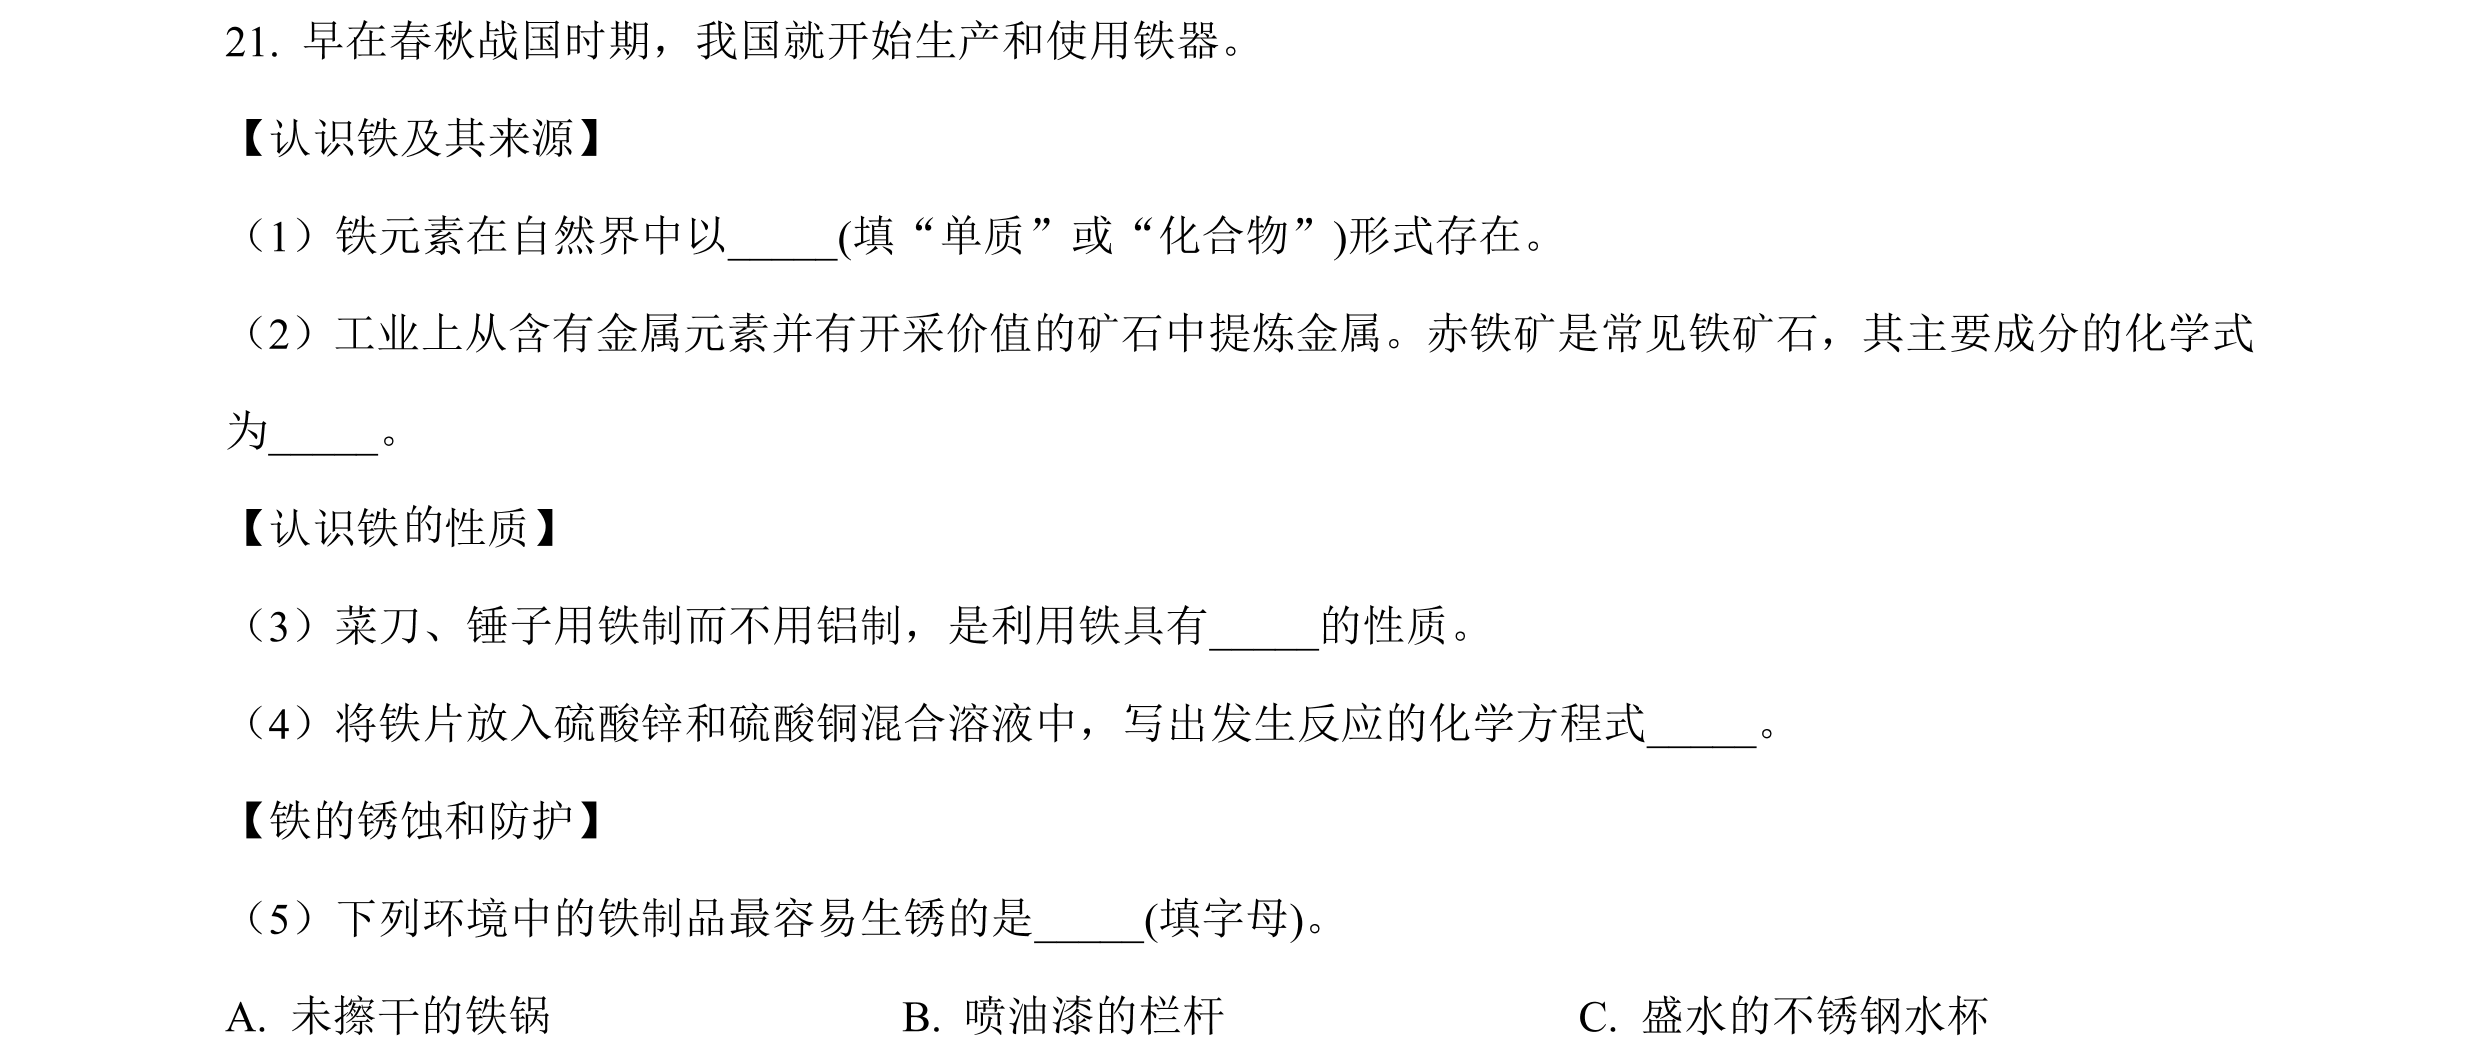 21. 早在春秋战国时期，我国就开始生产和使用铁器。
【认识铁及其来源】
（1）铁元素在自然界中以_____(填“单质”或“化合物”)形式存在。
（2）工业上从含有金属元素并有开采价值的矿石中提炼金属。赤铁矿是常见铁矿石，其主要成分的化学式
为_____。
【认识铁的性质】
（3）菜刀、锤子用铁制而不用铝制，是利用铁具有_____的性质。
（4）将铁片放入硫酸锌和硫酸铜混合溶液中，写出发生反应的化学方程式_____。
【铁的锈蚀和防护】
（5）下列环境中的铁制品最容易生锈的是_____(填字母)。
A. 未擦干的铁锅 B. 喷油漆的栏杆 C. 盛水的不锈钢水杯